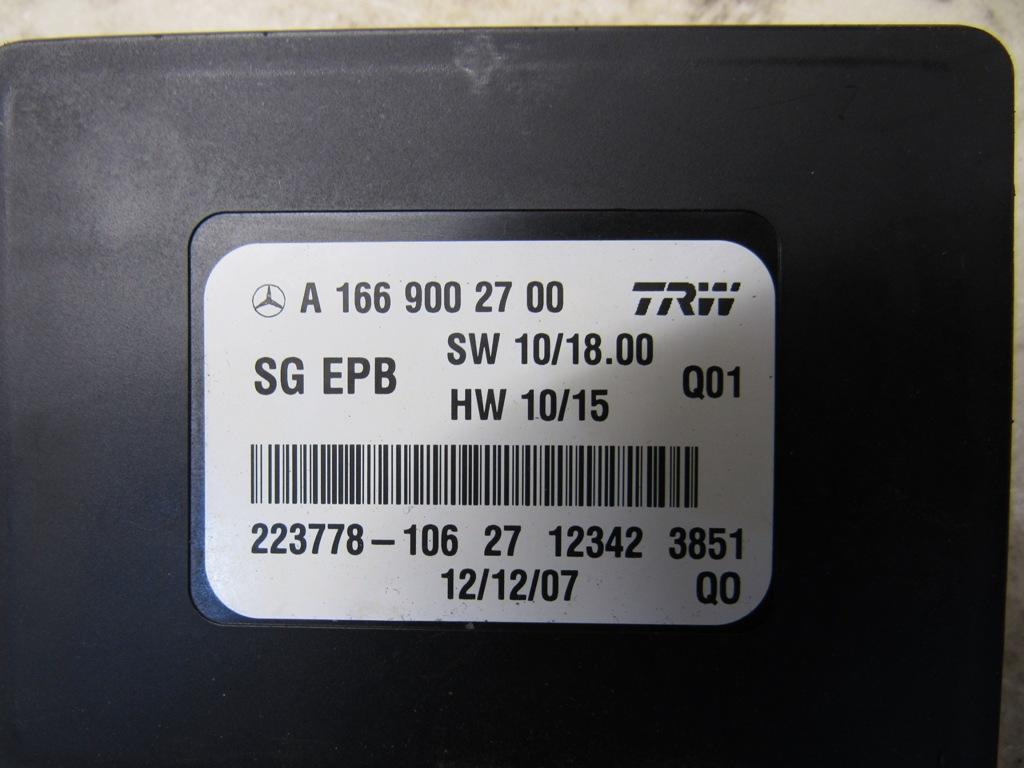 A 166 900 27 00 TRW
SW 10/18.00
SG EPB Q01
HW 10/15
223778-106 27 12342 3851
12/12/07 Q0